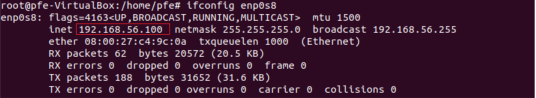 root@pfe-VirtualBox:/home/pfe# ifconfig enp0s8
enp0s8: flags=4163<UP,BROADCAST,RUNNING,MULTICAST>  mtu 1500
        inet 192.168.56.100  netmask 255.255.255.0  broadcast 192.168.56.255
        ether 08:00:27:c4:9c:0a  txqueuelen 1000  (Ethernet)
        RX packets 62  bytes 20572 (20.5 KB)
        RX errors 0  dropped 0  overruns 0  frame 0
        TX packets 188  bytes 31652 (31.6 KB)
        TX errors 0  dropped 0 overruns 0  carrier 0  collisions 0